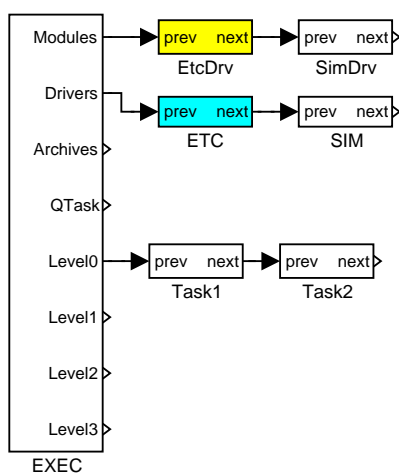 Modules
prev next
prev next
EtcDrv
SimDrv
Drivers
prev next
prev next
ETC
SIM
Archives
QTask
Level0
prev next
prev next
Task1
Task2
Level1
Level2
Level3
EXEC